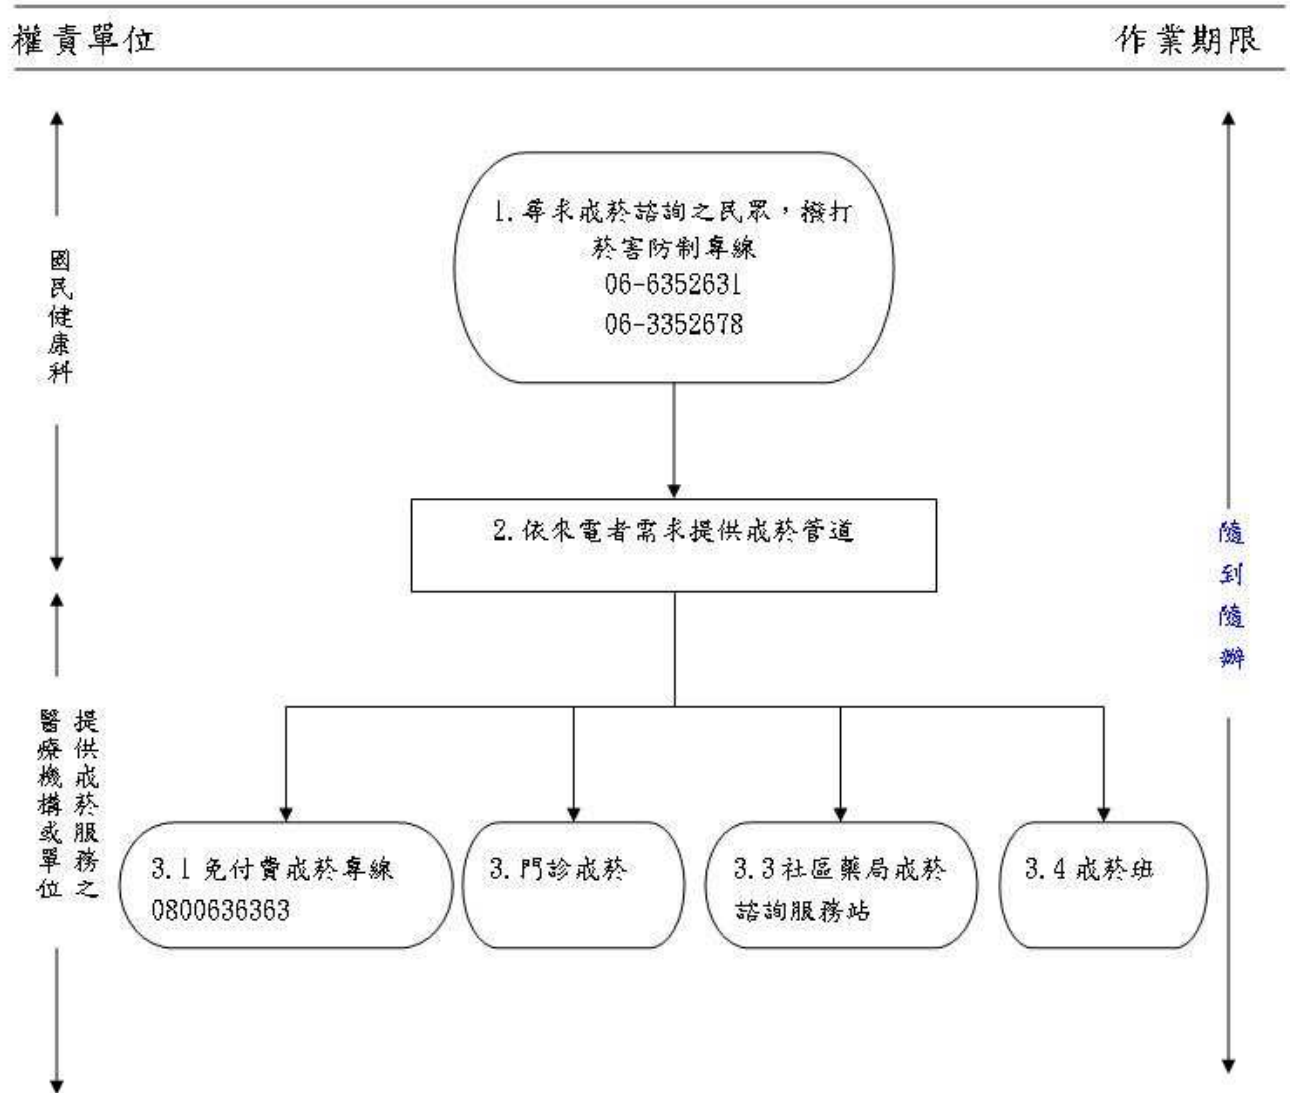 權責單位
作業期限
1.尋求戒菸諮詢之民眾，撥打
菸害防制專線
06-6352631
06-3352678
國民健康科
2.依來電者需求提供戒菸管道
隨到隨辦
提供戒菸服務之
醫療機構或單位
3.1 免付費戒菸專線
0800636363
3.門診戒菸
3.3社區藥局戒菸
諮詢服務站
3.4 戒菸班